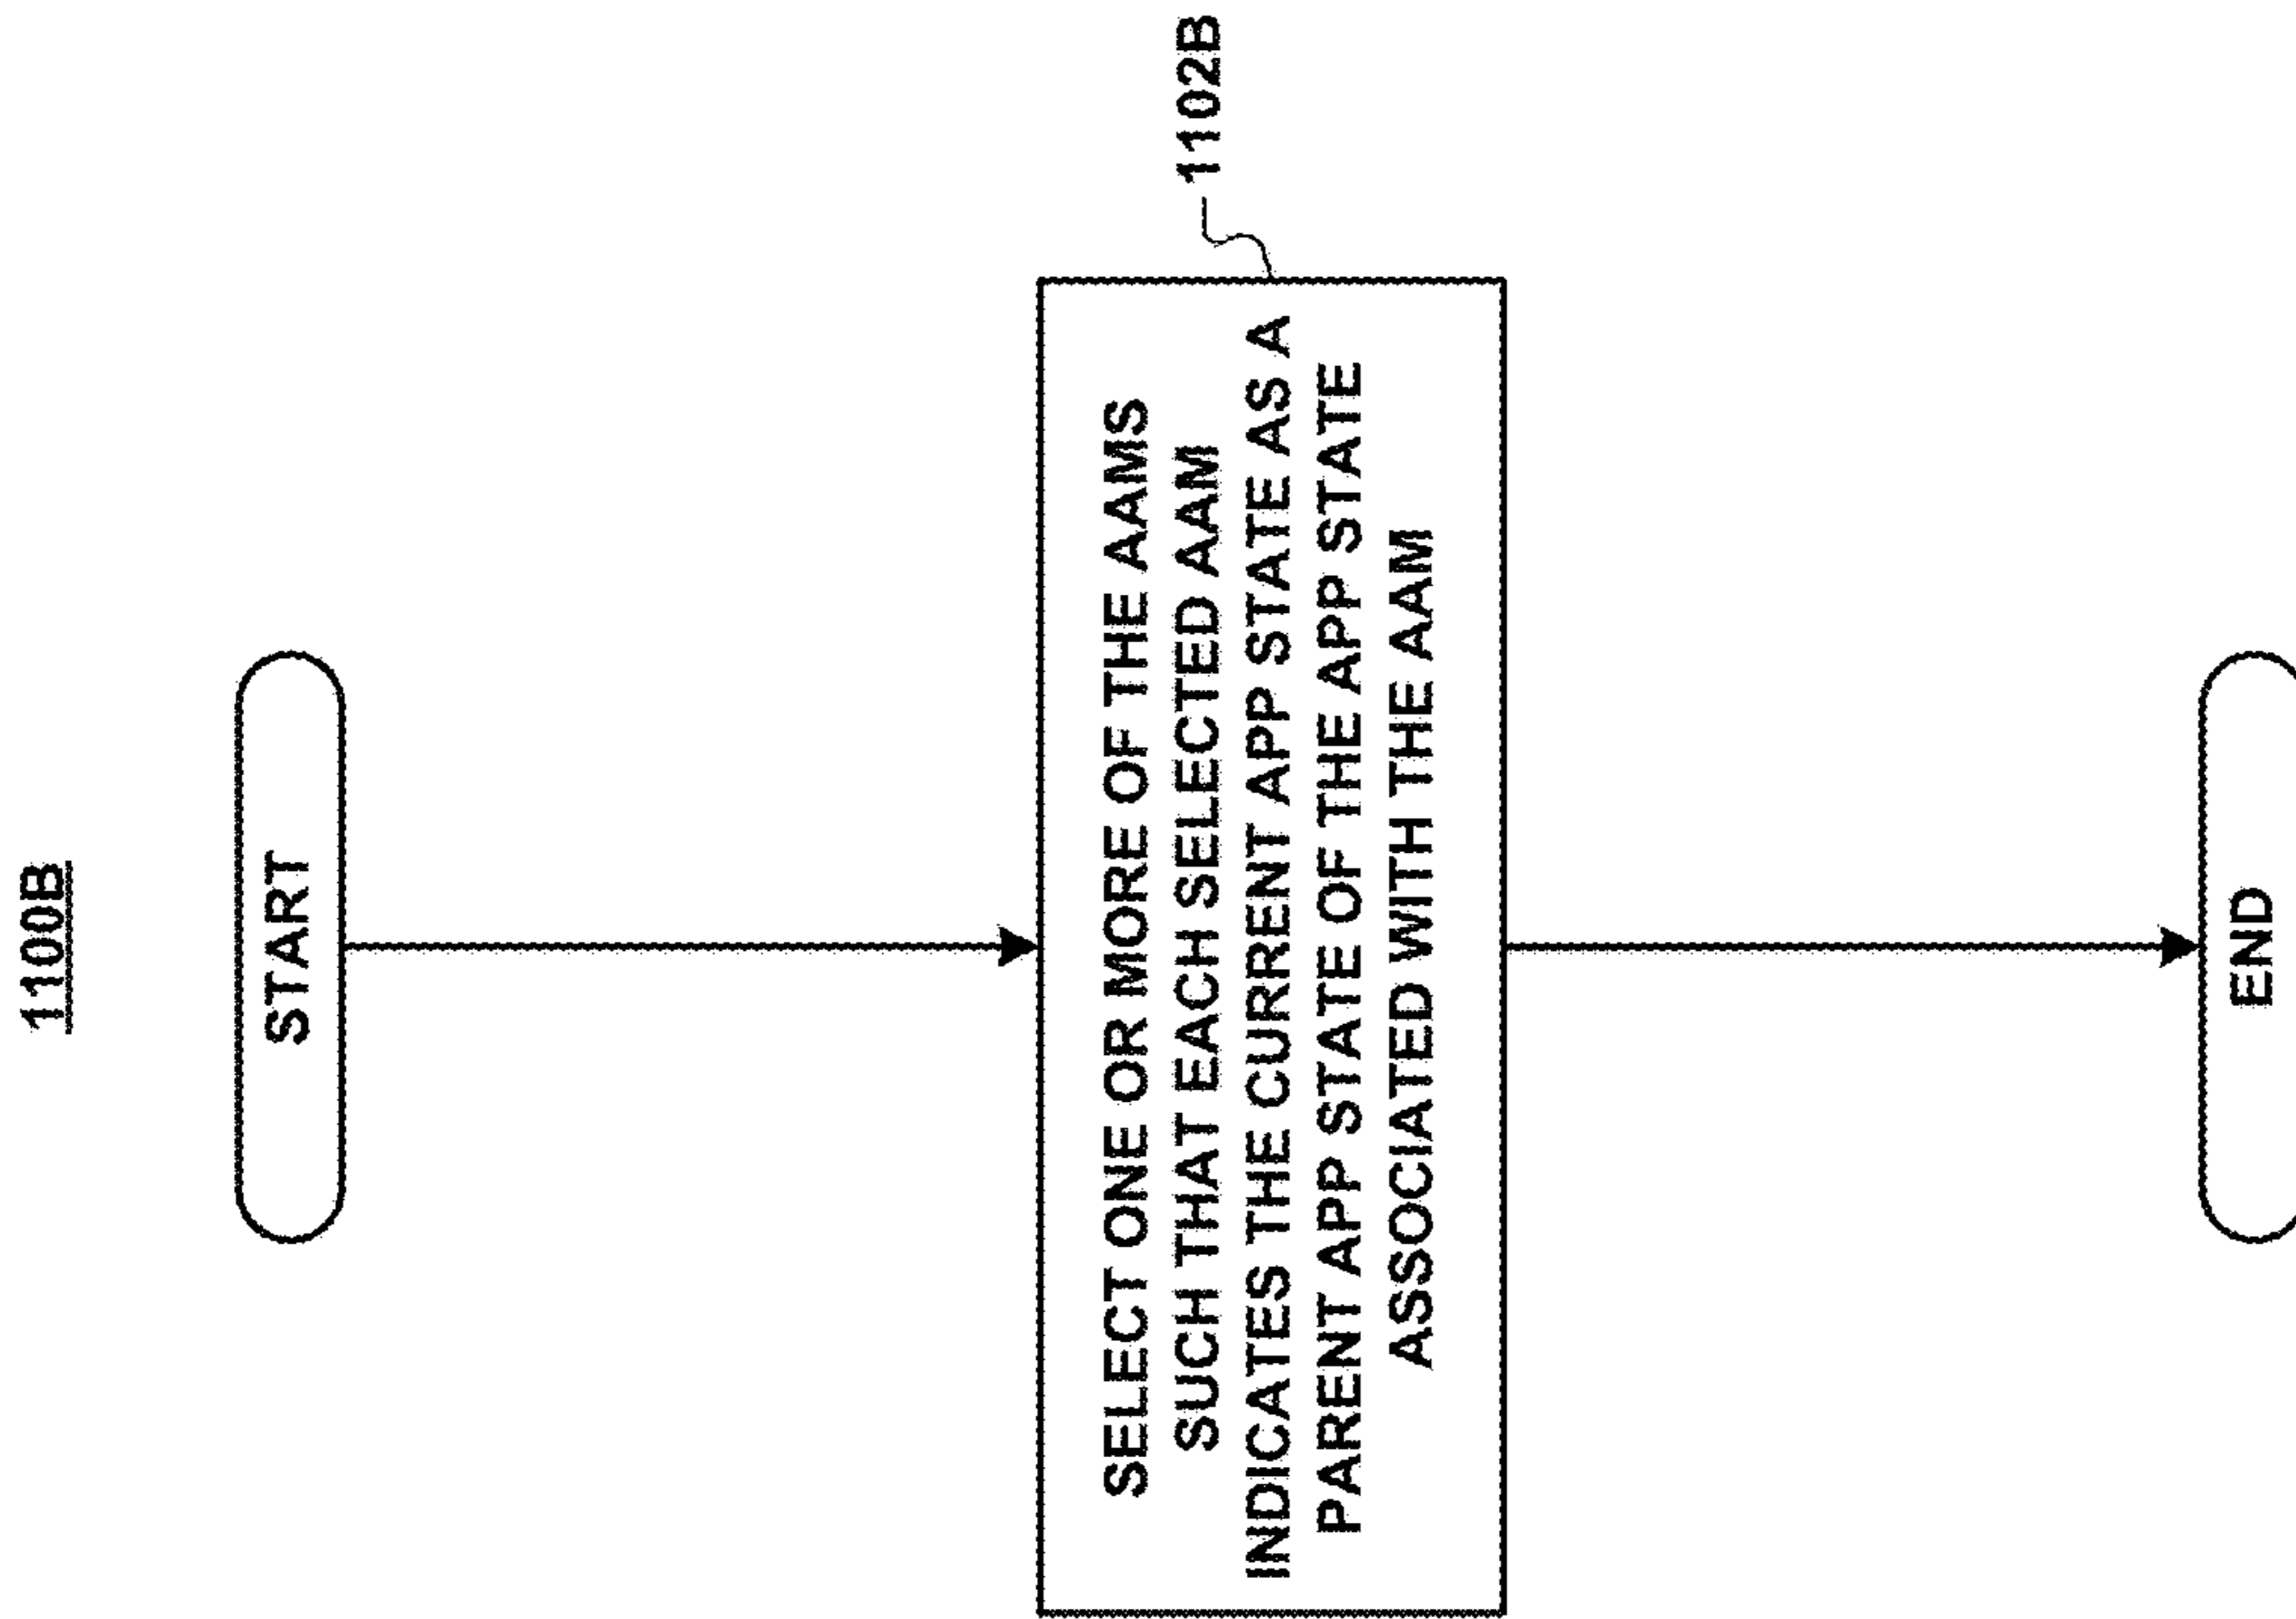 1100B
START
SELECT ONE OR MORE OF THE AAMS
SUCH THAT EACH SELECTED AAM
INDICATES THE CURRENT APP STATE AS A
PARENT APP STATE OF THE APP STATE
ASSOCIATED WITH THE AAM
1102B
END